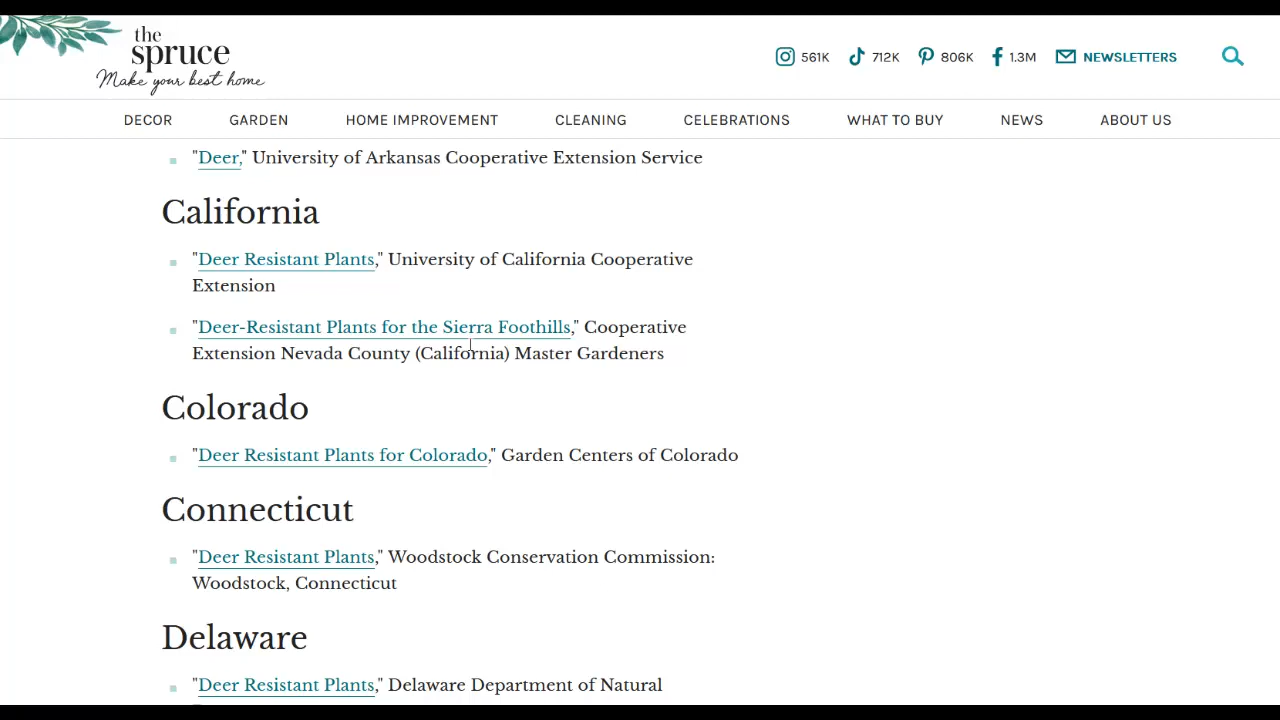 the
spruce
Make your best home
561K 712K 806K 1.3M NEWSLETTERS
DECOR GARDEN HOME IMPROVEMENT CLEANING CELEBRATIONS WHAT TO BUY NEWS ABOUT US
"Deer," University of Arkansas Cooperative Extension Service
California
"Deer Resistant Plants," University of California Cooperative
Extension
"Deer-Resistant Plants for the Sierra Foothills," Cooperative
Extension Nevada County (California) Master Gardeners
Colorado
"Deer Resistant Plants for Colorado," Garden Centers of Colorado
Connecticut
"Deer Resistant Plants," Woodstock Conservation Commission:
Woodstock, Connecticut
Delaware
"Deer Resistant Plants," Delaware Department of Natural